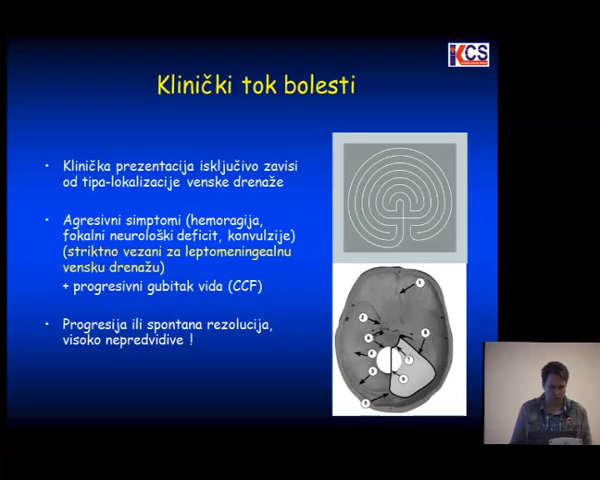 KCS
Klinički tok bolesti
• Klinička prezentacija isključivo zavisi
od tipa-lokalizacije venske drenaže
• Agresivni simptomi (hemoragija,
fokalni neurološki deficit, konvulzije)
(striktno vezani za leptomeningealnu
vensku drenažu)
+ progresivni gubitak vida (CCF)
• Progresija ili spontana rezolucija,
visoko nepredvidive !